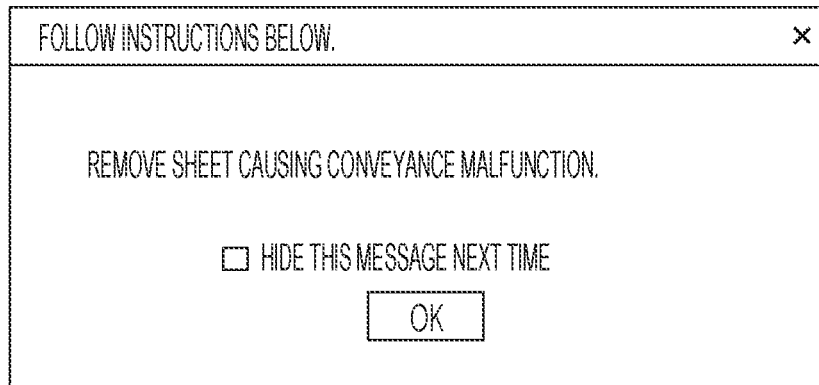 FOLLOW INSTRUCTIONS BELOW. ×
REMOVE SHEET CAUSING CONVEYANCE MALFUNCTION.
HIDE THIS MESSAGE NEXT TIME
OK